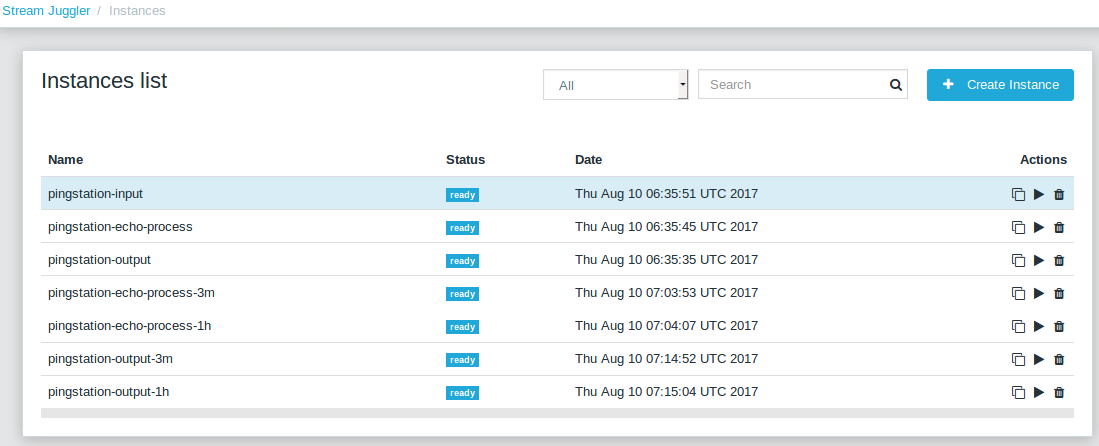 Stream Juggler / Instances
Instances list
All
Search
Create Instance
Name Status Date Actions
pingstation-input ready Thu Aug 10 06:35:51 UTC 2017
pingstation-echo-process ready Thu Aug 10 06:35:45 UTC 2017
pingstation-output ready Thu Aug 10 06:35:35 UTC 2017
pingstation-echo-process-3m ready Thu Aug 10 07:03:53 UTC 2017
pingstation-echo-process-1h ready Thu Aug 10 07:04:07 UTC 2017
pingstation-output-3m ready Thu Aug 10 07:14:52 UTC 2017
pingstation-output-1h ready Thu Aug 10 07:15:04 UTC 2017